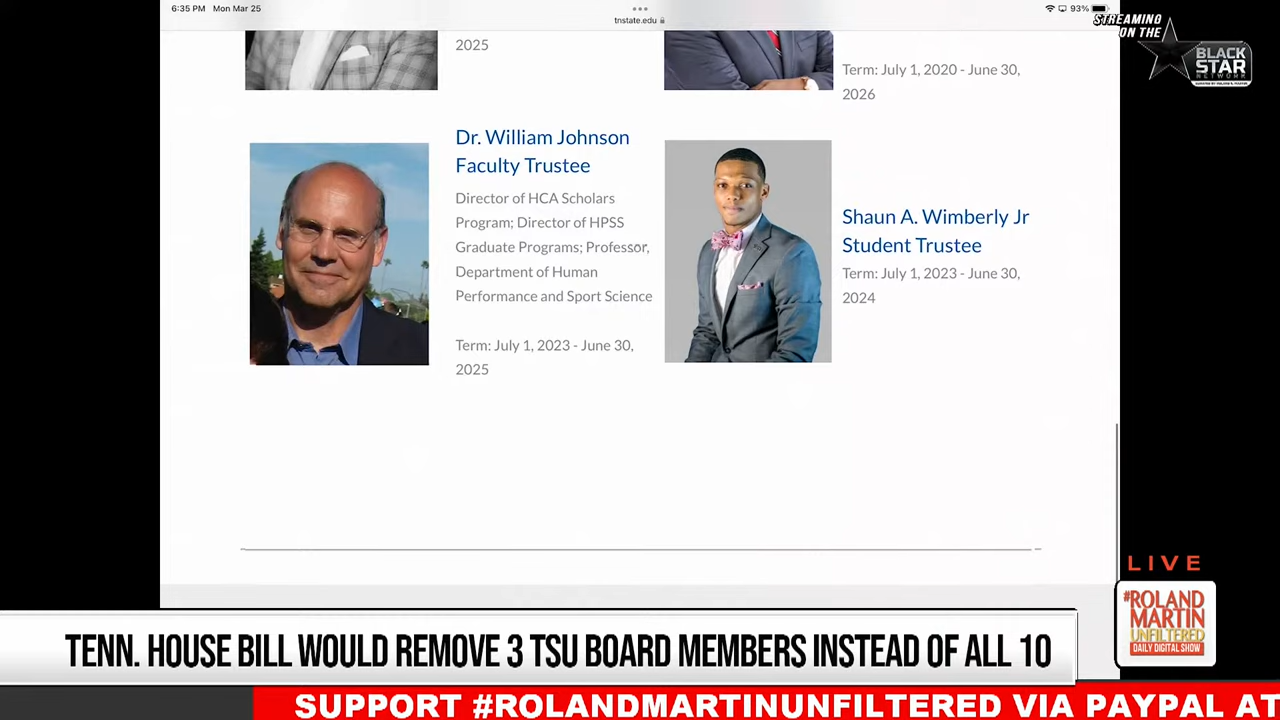 6:35 PM Mon Mar 25
tnstate.edu
93%
STREAMING
ON THE
BLACK
STAR
NETWORK
2025
Term: July 1, 2020 - June 30,
2026
Dr. William Johnson
Faculty Trustee
Director of HCA Scholars
Program; Director of HPSS
Graduate Programs; Professor,
Department of Human
Performance and Sport Science
Term: July 1, 2023 - June 30,
2025
Shaun A. Wimberly Jr
Student Trustee
Term: July 1, 2023 - June 30,
2024
LIVE
#ROLAND
MARTIN
UNFILTERED
DAILY DIGITAL SHOW
TENN. HOUSE BILL WOULD REMOVE 3 TSU BOARD MEMBERS INSTEAD OF ALL 10
SUPPORT #ROLANDMARTINUNFILTERED VIA PAYPAL AT